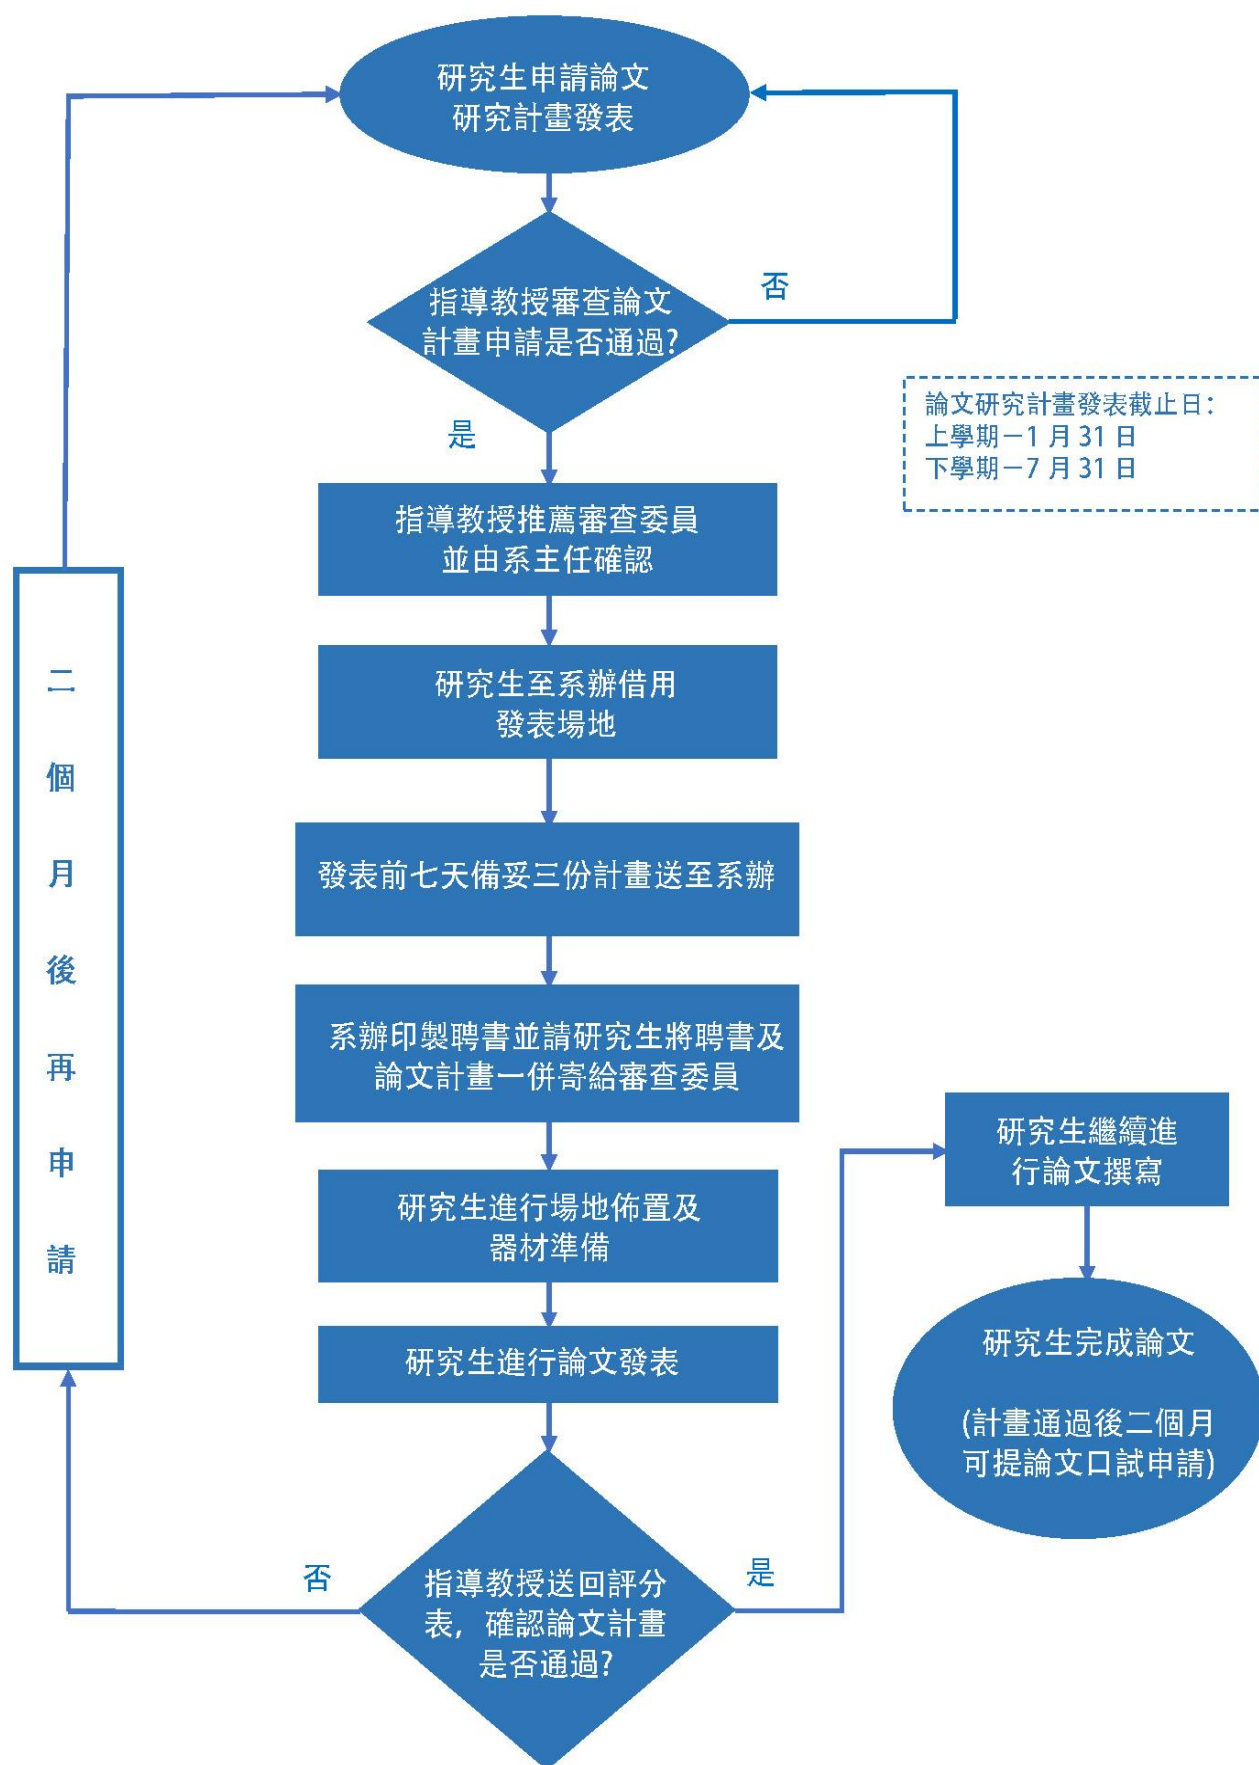 研究生申請論文
研究計畫發表
指導教授審查論文
計畫申請是否通過?
否
是
論文研究計畫發表截止日：
上學期－1 月 31 日
下學期－7 月 31 日
指導教授推薦審查委員
並由系主任確認
研究生至系辦借用
發表場地
發表前七天備妥三份計畫送至系辦
系辦印製聘書並請研究生將聘書及
論文計畫一併寄給審查委員
研究生進行場地佈置及
器材準備
研究生進行論文發表
指導教授送回評分
表，確認論文計畫
是否通過?
否
是
二個月後再申請
研究生繼續進
行論文撰寫
研究生完成論文
(計畫通過後二個月
可提論文口試申請)